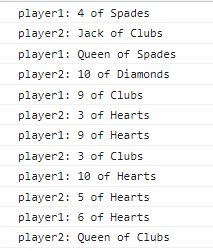 player1: 4 of Spades
player2: Jack of Clubs
player1: Queen of Spades
player2: 10 of Diamonds
player1: 9 of Clubs
player2: 3 of Hearts
player1: 9 of Hearts
player2: 3 of Clubs
player1: 10 of Hearts
player2: 5 of Hearts
player1: 6 of Hearts
player2: Queen of Clubs